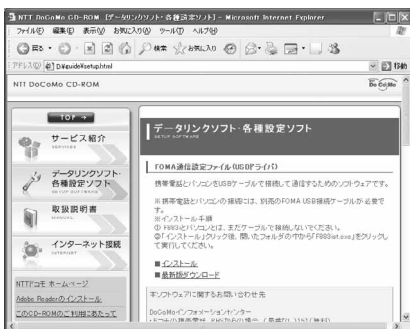 NTT DoCoMo CD-ROM [データリンクソフト・各種設定ソフト] - Microsoft Internet Explorer
ファイル(F) 編集(E) 表示(V) お気に入り(A) ツール(T) ヘルプ(H)
戻る 検索 お気に入り
アドレス(D) D:¥guide¥setup.html 移動
NTT DoCoMo CD-ROM
DoCoMo
TOP
サービス紹介
SERVICES
データリンクソフト・
各種設定ソフト
SETUP SOFTWARE
取扱説明書
MANUAL
インターネット接続
INTERNET
NTTドコモ ホームページ
Adobe Readerのインストール
このCD-ROMのご利用にあたって
データリンクソフト・各種設定ソフト
SETUP SOFTWARE
FOMA通信設定ファイル(USBドライバ)
携帯電話とパソコンをUSBケーブルで接続して通信するためのソフトウェアです。
※携帯電話とパソコンの接続には、別売のFOMA USB接続ケーブルが必要です。
※インストール手順
① F883iとパソコンは、まだケーブルで接続しないでください。
②「インストール」クリック後、開いたフォルダの中から「F883ist.exe」をクリックし
て実行してください。
■インストール
■最新版ダウンロード
本ソフトウェアに関するお問い合わせ先
DoCoMoインフォメーションセンター